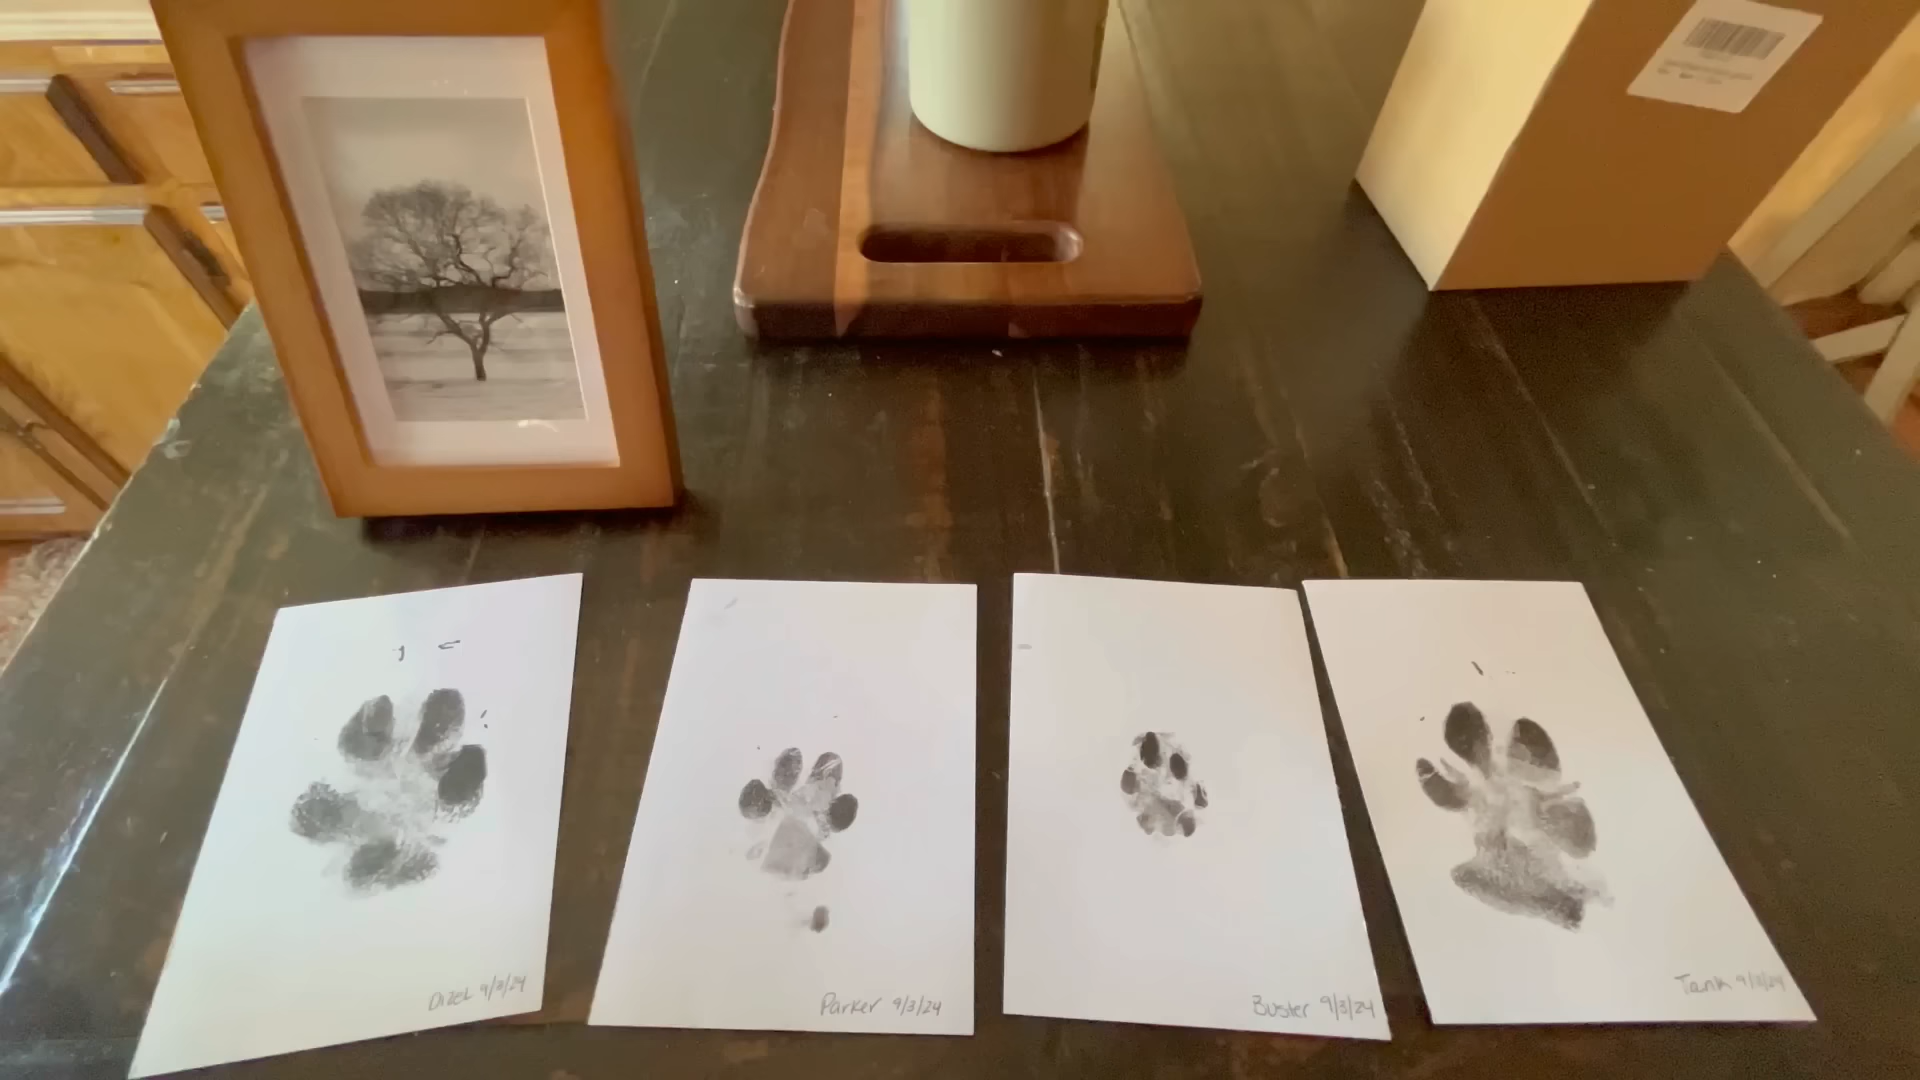 Dizel 9/3/24
Parker 9/3/24
Buster 9/3/24
Tank 9/3/24